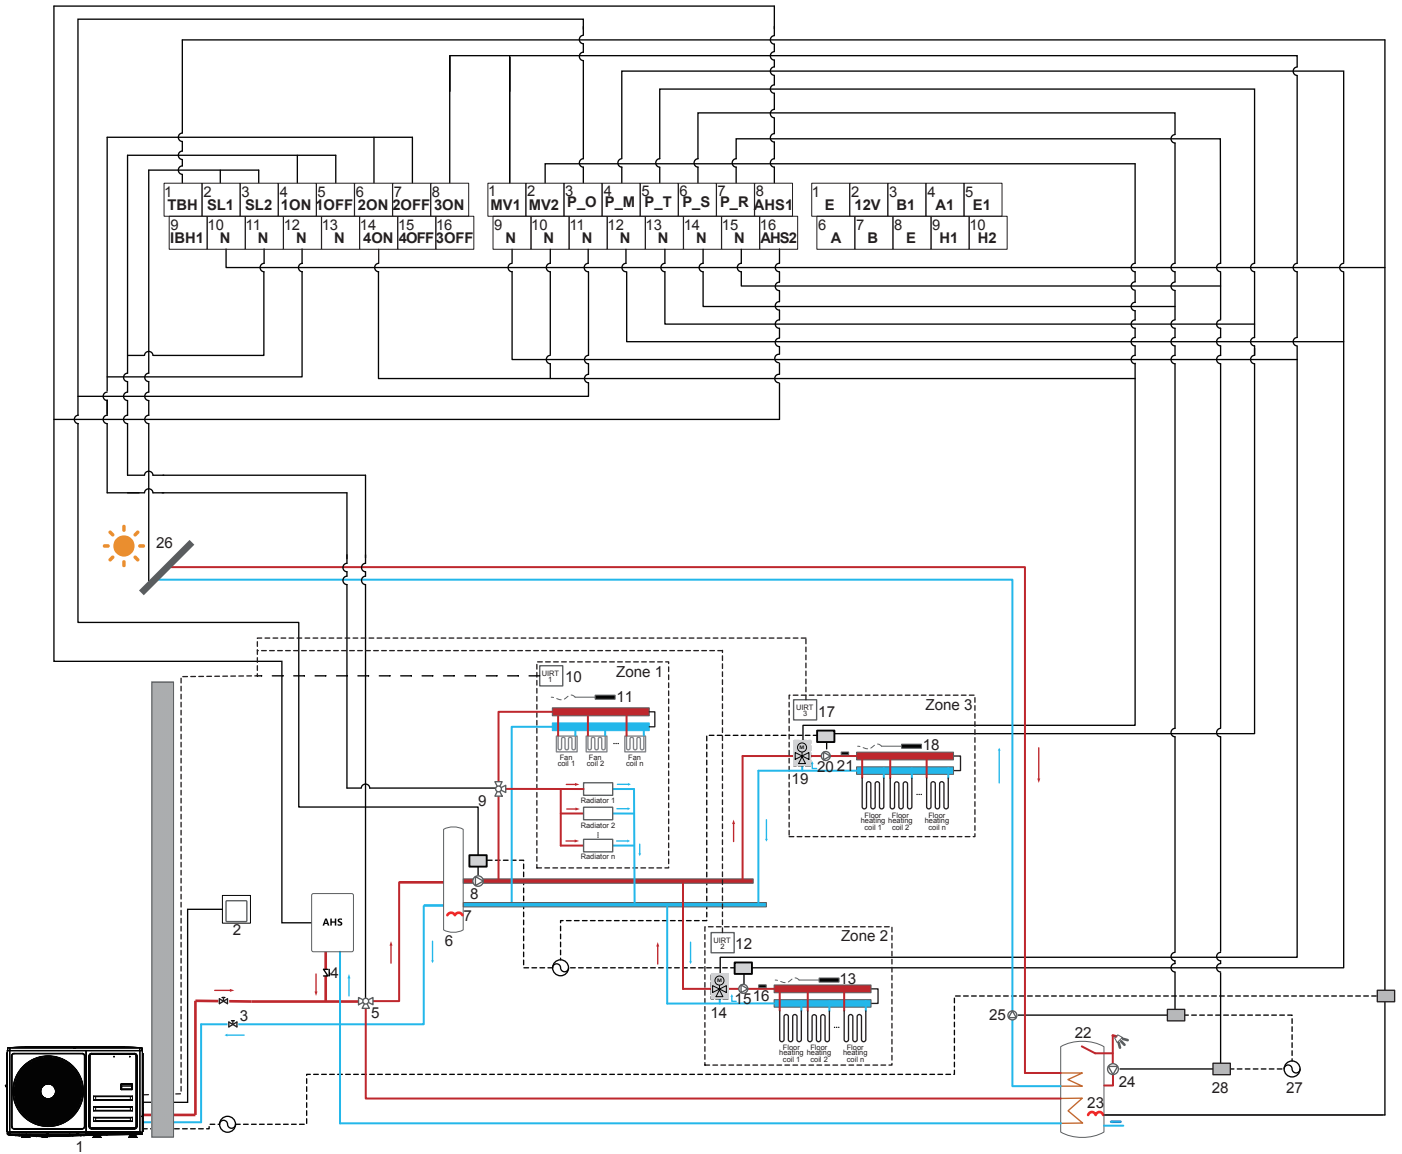 1 2 3 4 5 6 7 8
TBH SL1 SL2 1ON 1OFF 2ON 2OFF 3ON
9 10 11 12 13 14 15 16
IBH1 N N N N 4ON 4OFF 3OFF
1 2 3 4 5 6 7 8
MV1 MV2 P_O P_M P_T P_S P_R AHS1
9 10 11 12 13 14 15 16
N N N N N N N AHS2
1 2 3 4 5
E 12V B1 A1 E1
6 7 8 9 10
A B E H1 H2
26
UIRT
1
10
Zone 1
11
Fan
coil 1
Fan
coil 2
...
Fan
coil n
9
Radiator 1
Radiator 2
...
Radiator n
UIRT
3
17
Zone 3
M
18
19
20
21
Floor
heating
coil 1
Floor
heating
coil 2
...
Floor
heating
coil n
8
7
6
2
AHS
4
5
3
UIRT
2
12
Zone 2
M
13
14
15
16
Floor
heating
coil 1
Floor
heating
coil 2
...
Floor
heating
coil n
25
22
24
23
28
27
1